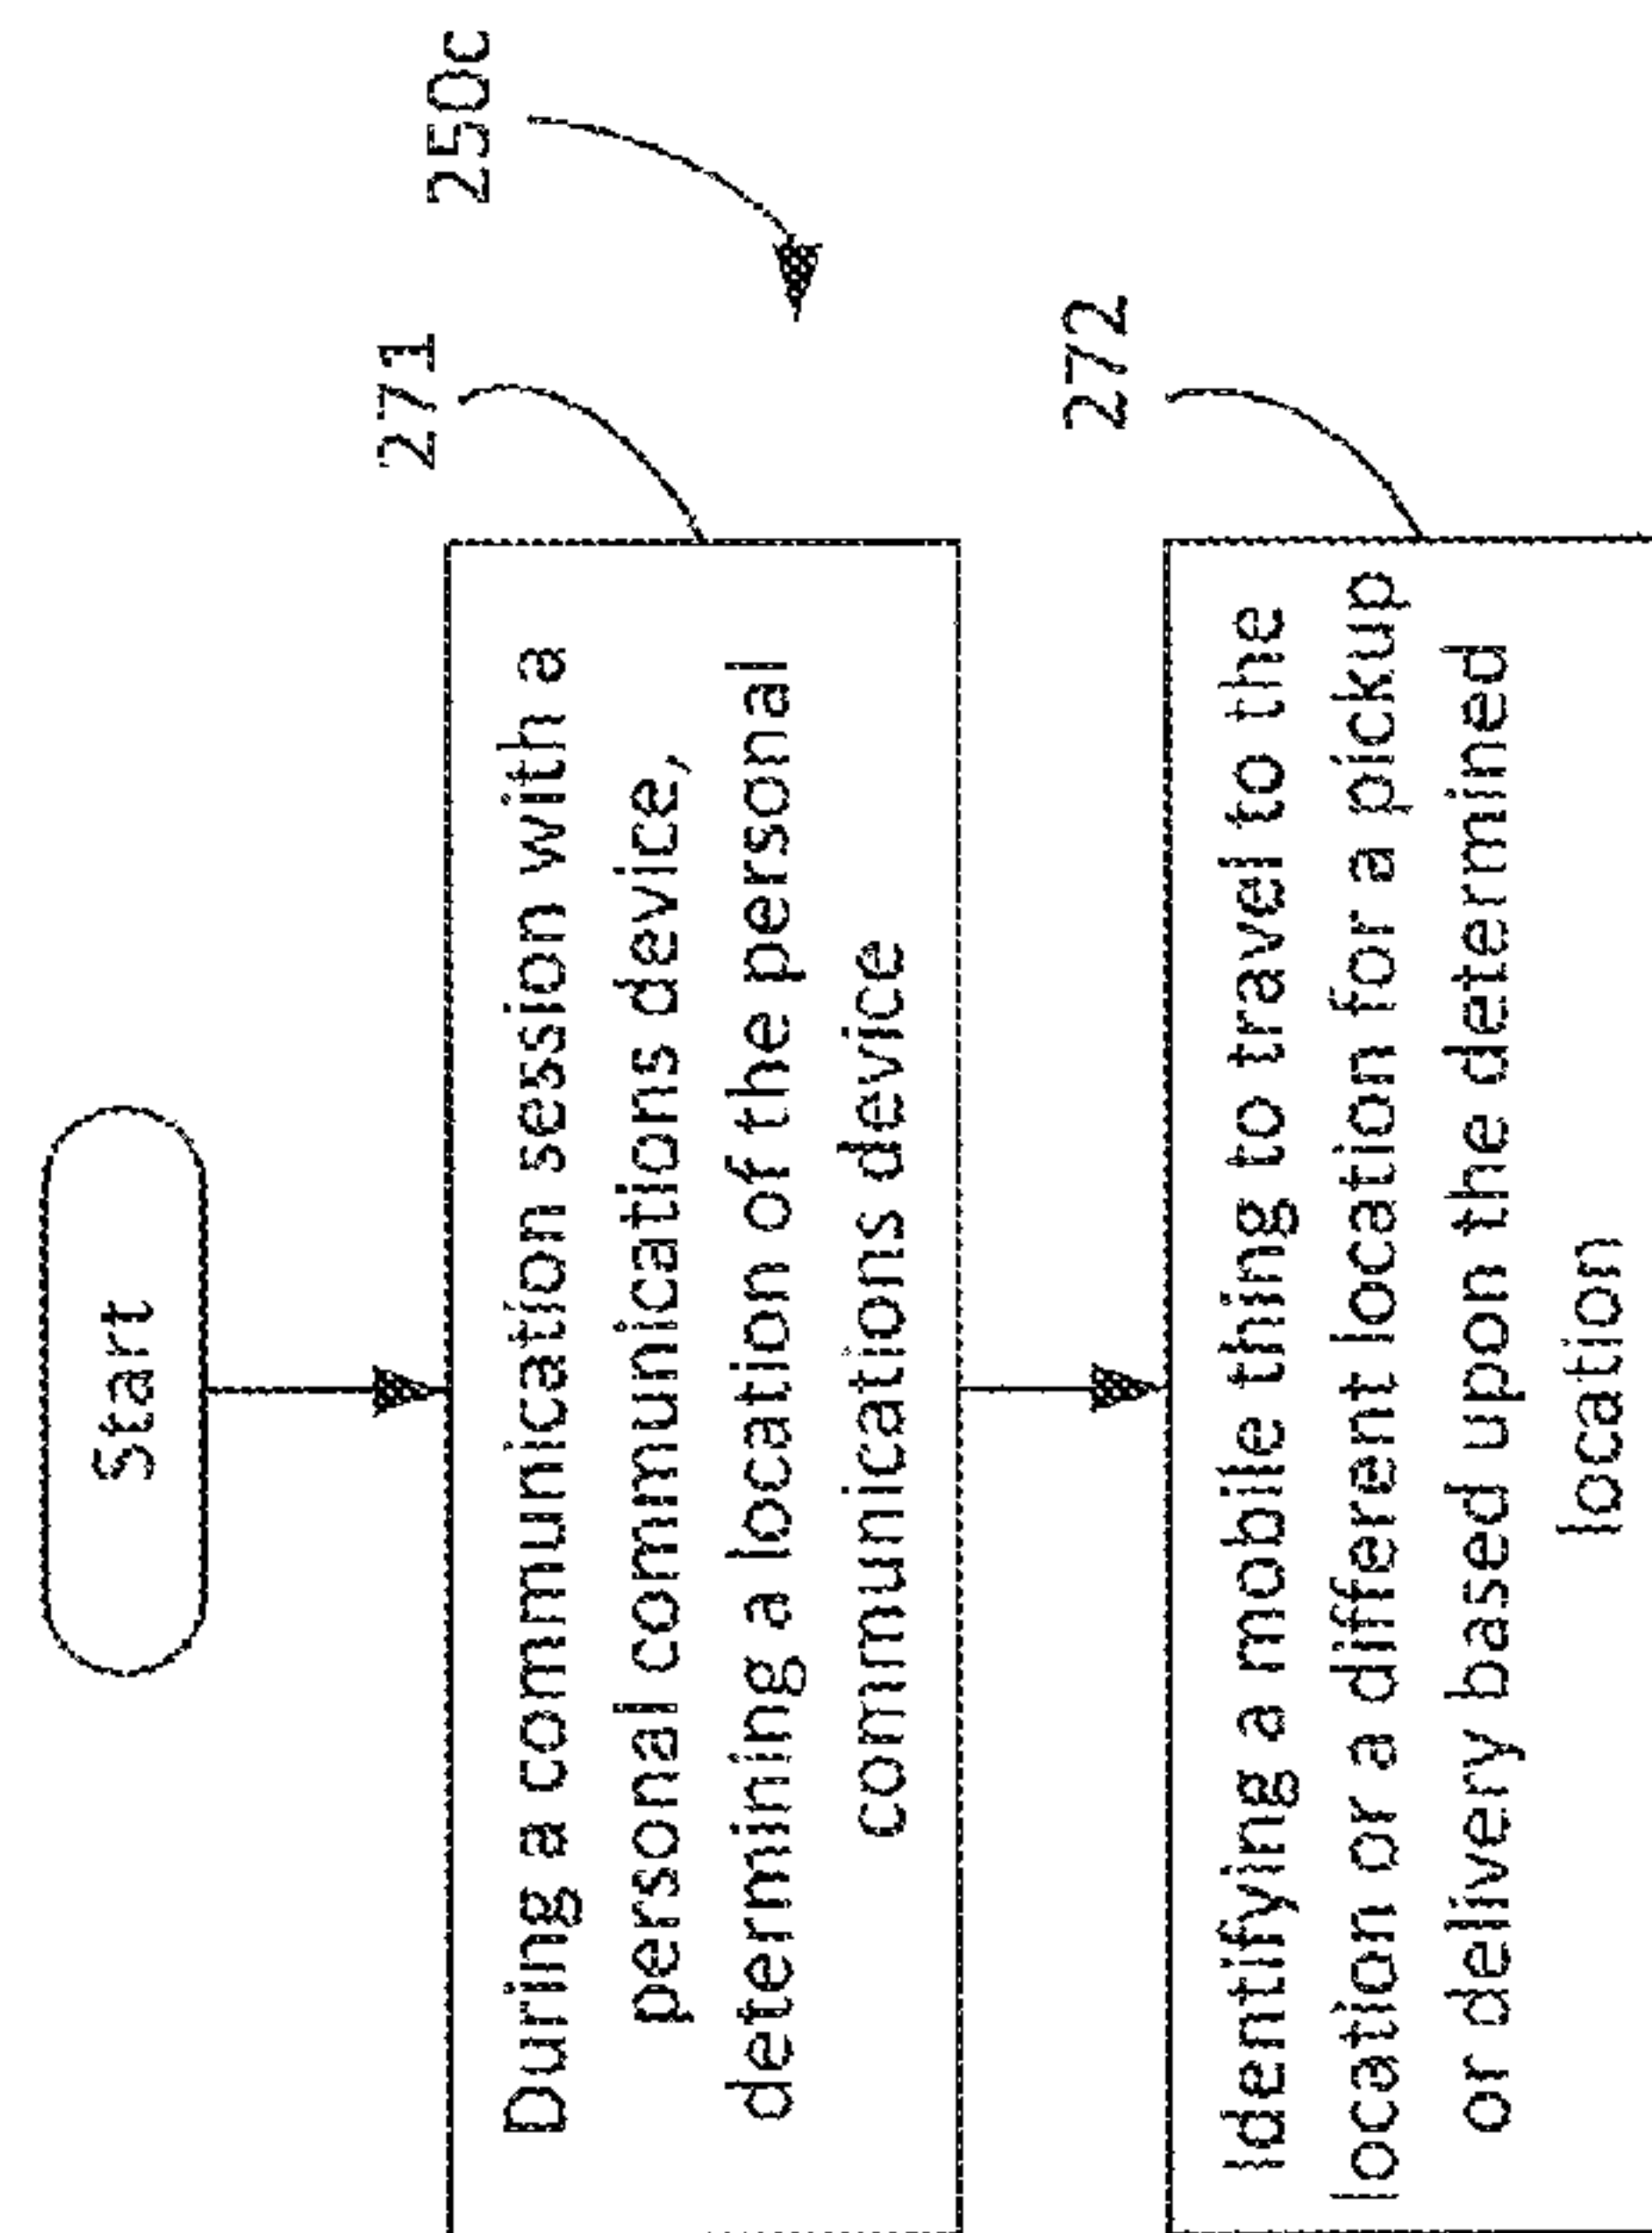 Start
250c
271
During a communication session with a
personal communications device,
determining a location of the personal
communications device
272
Identifying a mobile thing to travel to the
location or a different location for a pickup
or delivery based upon the determined
location